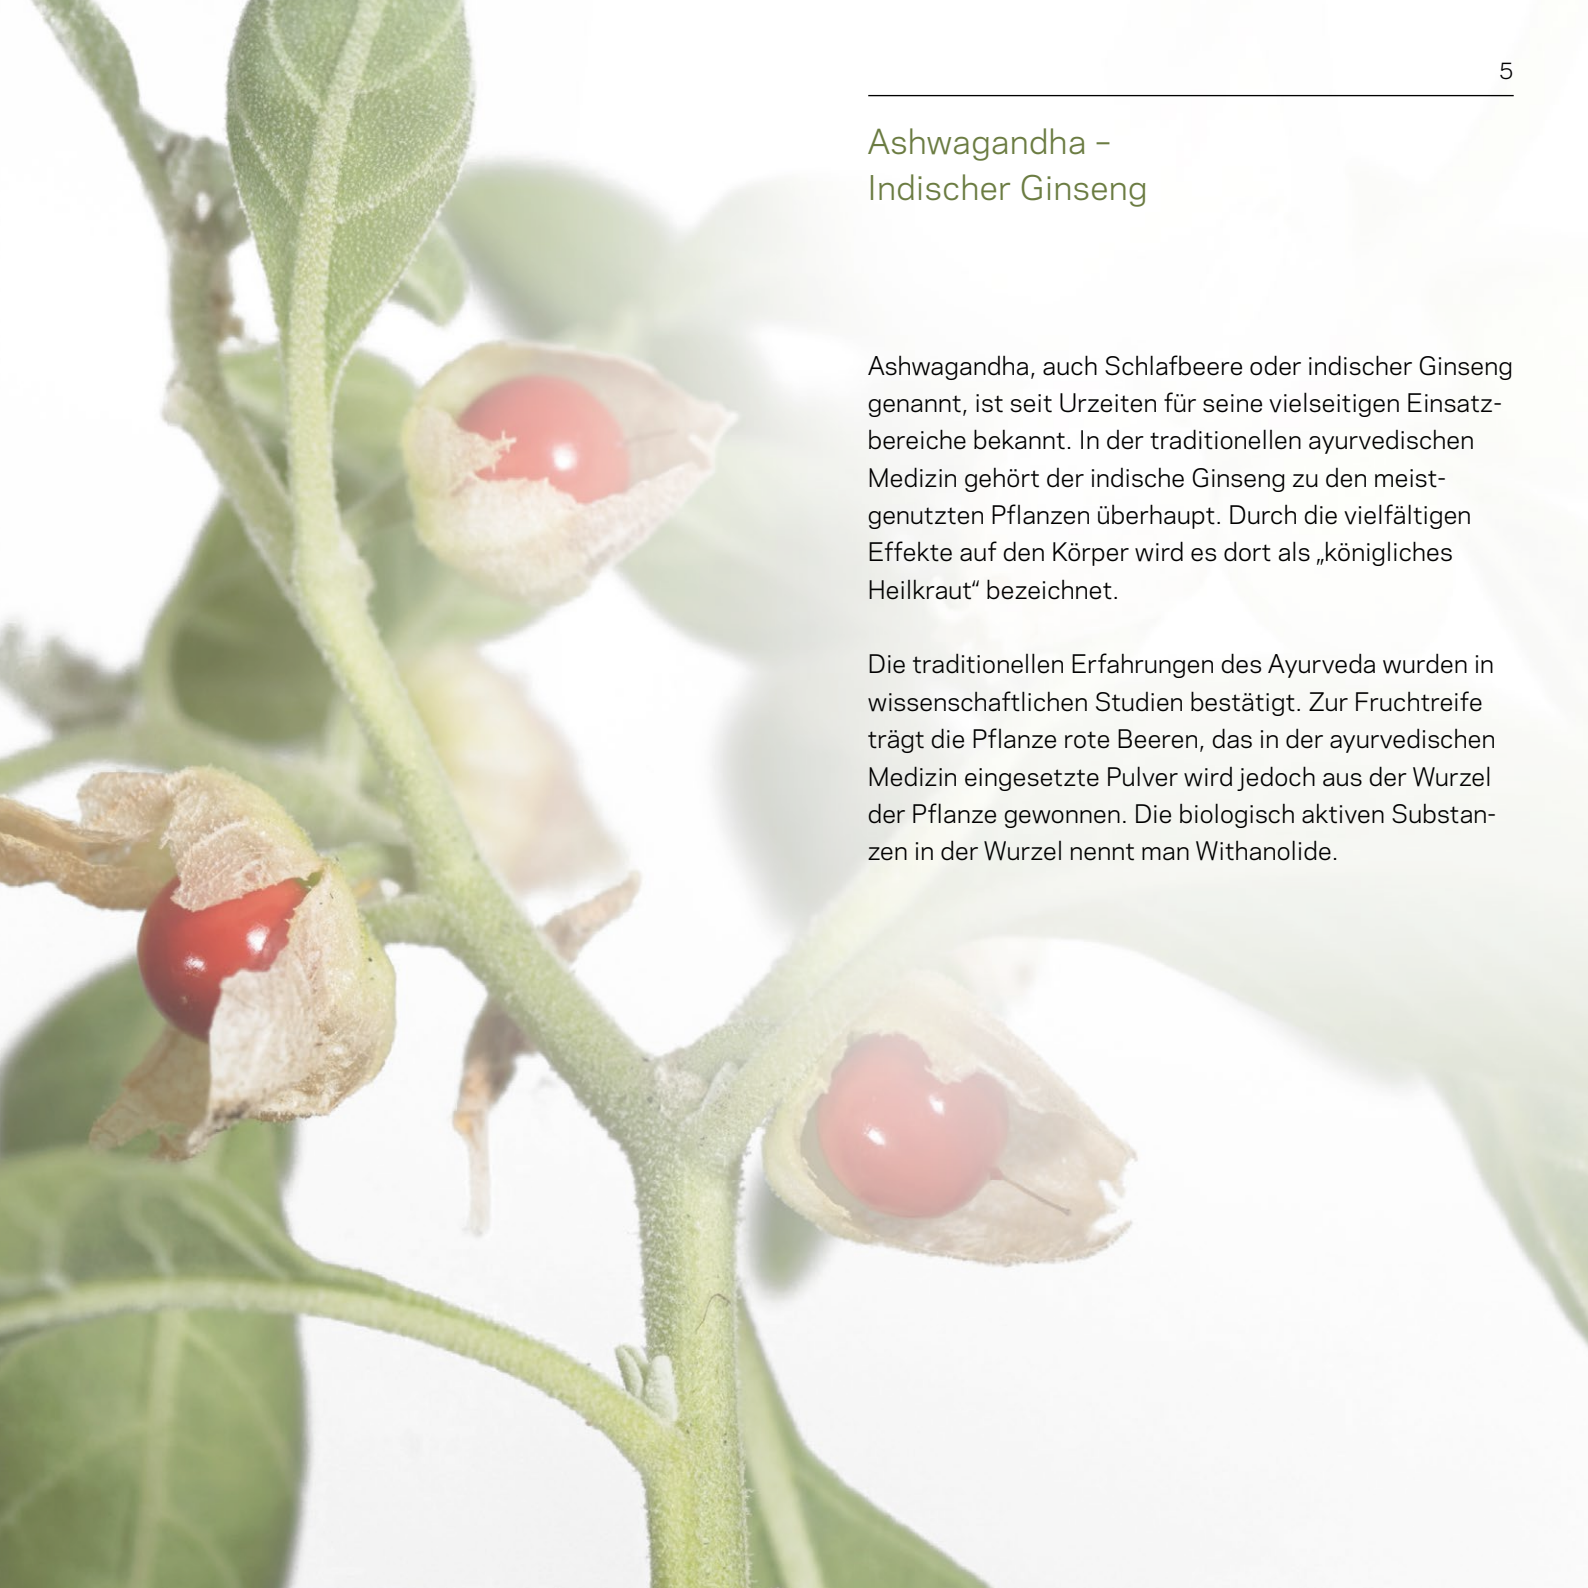 5
Ashwagandha –
Indischer Ginseng
Ashwagandha, auch Schlafbeere oder indischer Ginseng
genannt, ist seit Urzeiten für seine vielseitigen Einsatz-
bereiche bekannt. In der traditionellen ayurvedischen
Medizin gehört der indische Ginseng zu den meist-
genutzten Pflanzen überhaupt. Durch die vielfältigen
Effekte auf den Körper wird es dort als „königliches
Heilkraut“ bezeichnet.
Die traditionellen Erfahrungen des Ayurveda wurden in
wissenschaftlichen Studien bestätigt. Zur Fruchtreife
trägt die Pflanze rote Beeren, das in der ayurvedischen
Medizin eingesetzte Pulver wird jedoch aus der Wurzel
der Pflanze gewonnen. Die biologisch aktiven Substan-
zen in der Wurzel nennt man Withanolide.